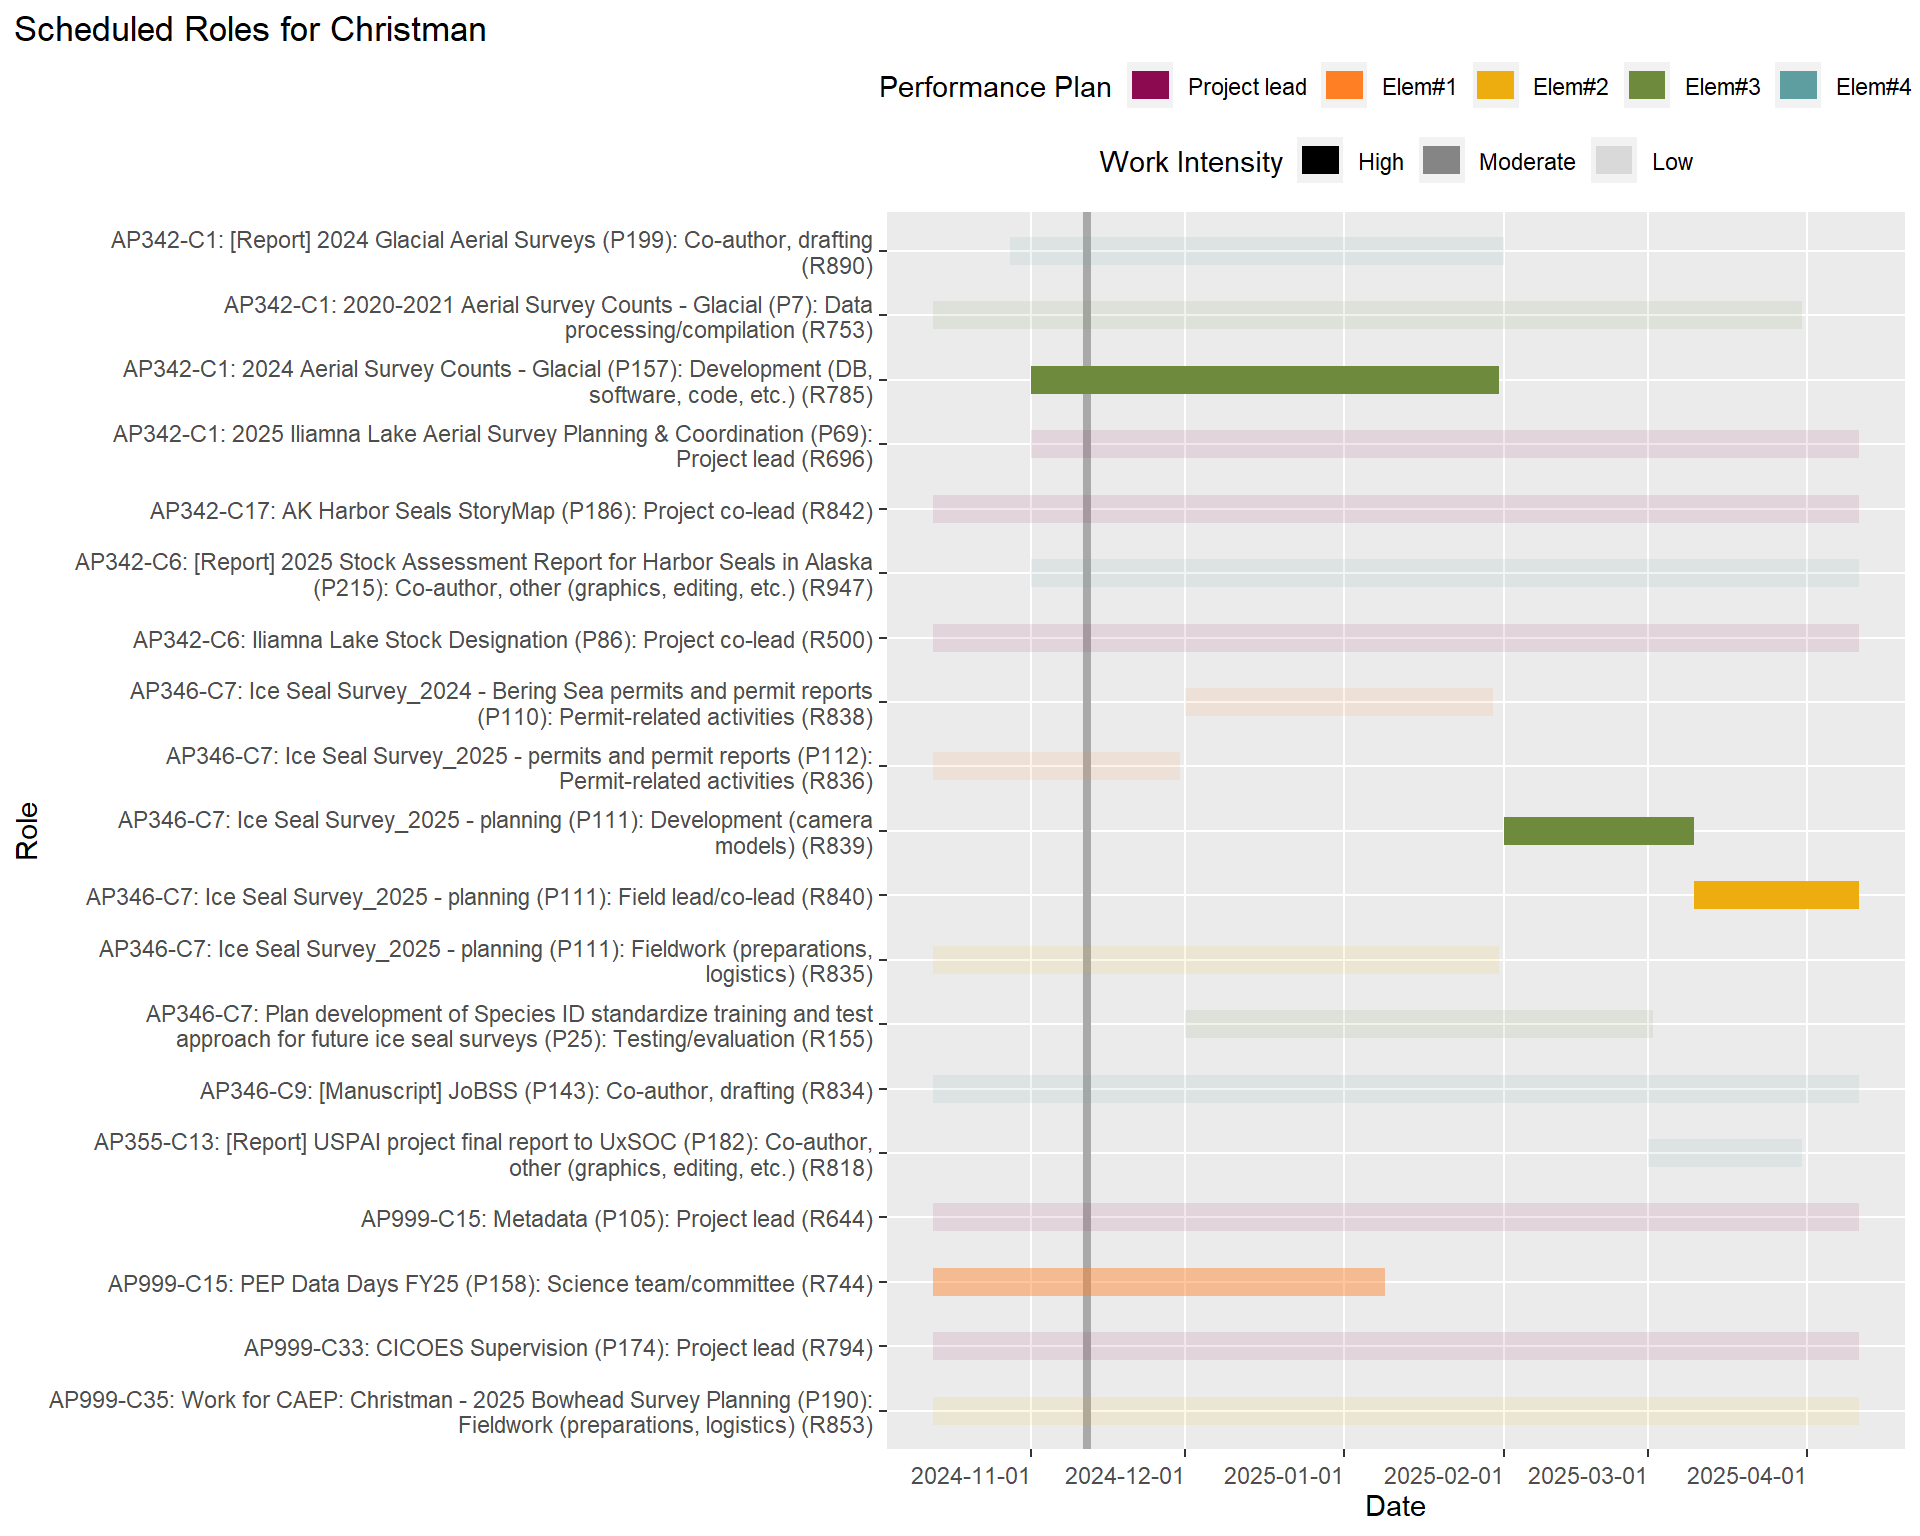 Scheduled Roles for Christman
Performance Plan Project lead Elem#1 Elem#2 Elem#3 Elem#4
Work Intensity High Moderate Low
AP342-C1: [Report] 2024 Glacial Aerial Surveys (P199): Co-author, drafting
(R890)
AP342-C1: 2020-2021 Aerial Survey Counts - Glacial (P7): Data
processing/compilation (R753)
AP342-C1: 2024 Aerial Survey Counts - Glacial (P157): Development (DB,
software, code, etc.) (R785)
AP342-C1: 2025 Iliamna Lake Aerial Survey Planning & Coordination (P69):
Project lead (R696)
AP342-C17: AK Harbor Seals StoryMap (P186): Project co-lead (R842)
AP342-C6: [Report] 2025 Stock Assessment Report for Harbor Seals in Alaska
(P215): Co-author, other (graphics, editing, etc.) (R947)
AP342-C6: Iliamna Lake Stock Designation (P86): Project co-lead (R500)
AP346-C7: Ice Seal Survey_2024 - Bering Sea permits and permit reports
(P110): Permit-related activities (R838)
AP346-C7: Ice Seal Survey_2025 - permits and permit reports (P112):
Permit-related activities (R836)
AP346-C7: Ice Seal Survey_2025 - planning (P111): Development (camera
models) (R839)
AP346-C7: Ice Seal Survey_2025 - planning (P111): Field lead/co-lead (R840)
AP346-C7: Ice Seal Survey_2025 - planning (P111): Fieldwork (preparations,
logistics) (R835)
AP346-C7: Plan development of Species ID standardize training and test
approach for future ice seal surveys (P25): Testing/evaluation (R155)
AP346-C9: [Manuscript] JoBSS (P143): Co-author, drafting (R834)
AP355-C13: [Report] USPAI project final report to UxSOC (P182): Co-author,
other (graphics, editing, etc.) (R818)
AP999-C15: Metadata (P105): Project lead (R644)
AP999-C15: PEP Data Days FY25 (P158): Science team/committee (R744)
AP999-C33: CICOES Supervision (P174): Project lead (R794)
AP999-C35: Work for CAEP: Christman - 2025 Bowhead Survey Planning (P190):
Fieldwork (preparations, logistics) (R853)
Role
2024-11-01 2024-12-01 2025-01-01 2025-02-01 2025-03-01 2025-04-01
Date